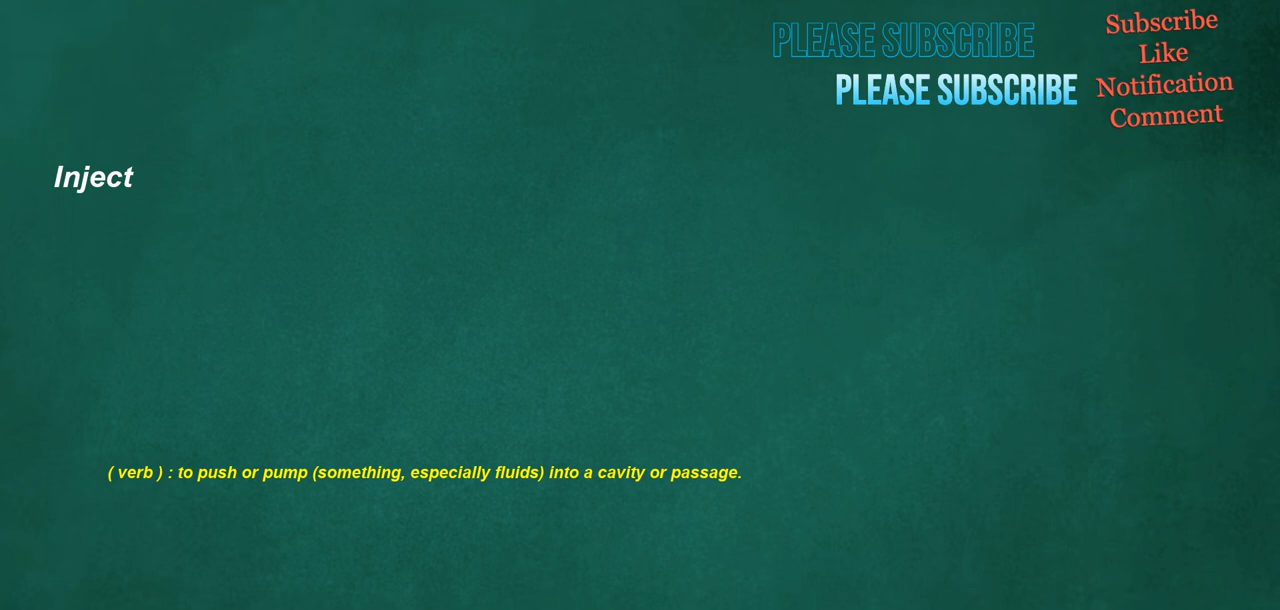 PLEASE SUBSCRIBE
PLEASE SUBSCRIBE
Subscribe
Like
Notification
Comment
Inject
( verb ) : to push or pump (something, especially fluids) into a cavity or passage.